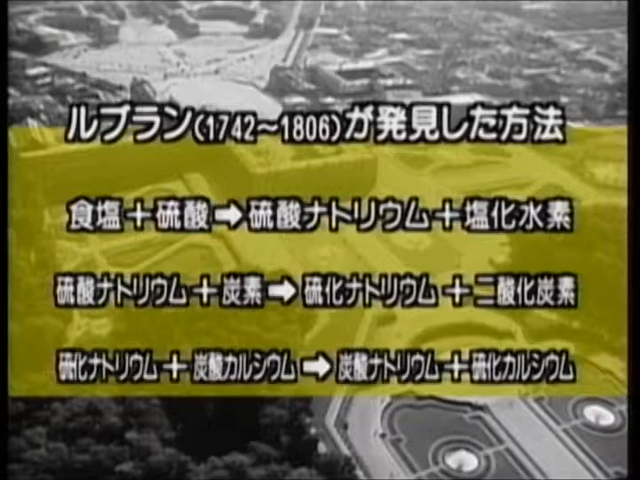 ルブラン(1742〜1806)が発見した方法
食塩＋硫酸➡硫酸ナトリウム＋塩化水素
硫酸ナトリウム＋炭素➡硫化ナトリウム＋二酸化炭素
硫化ナトリウム＋炭酸カルシウム➡炭酸ナトリウム＋硫化カルシウム